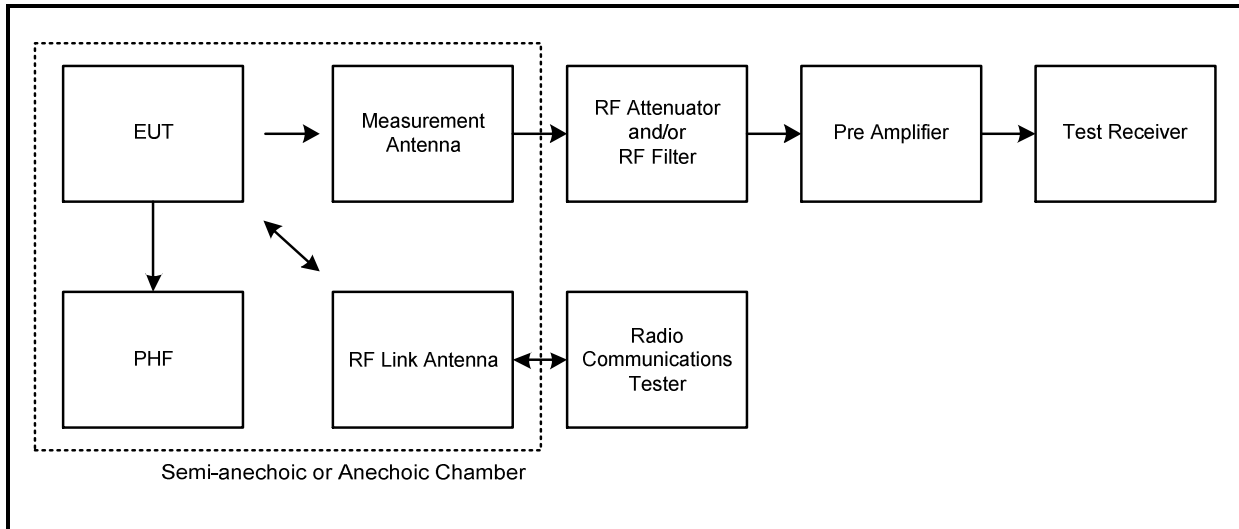 EUT
Measurement
Antenna
RF Attenuator
and/or
RF Filter
Pre Amplifier
Test Receiver
PHF
RF Link Antenna
Radio
Communications
Tester
Semi-anechoic or Anechoic Chamber